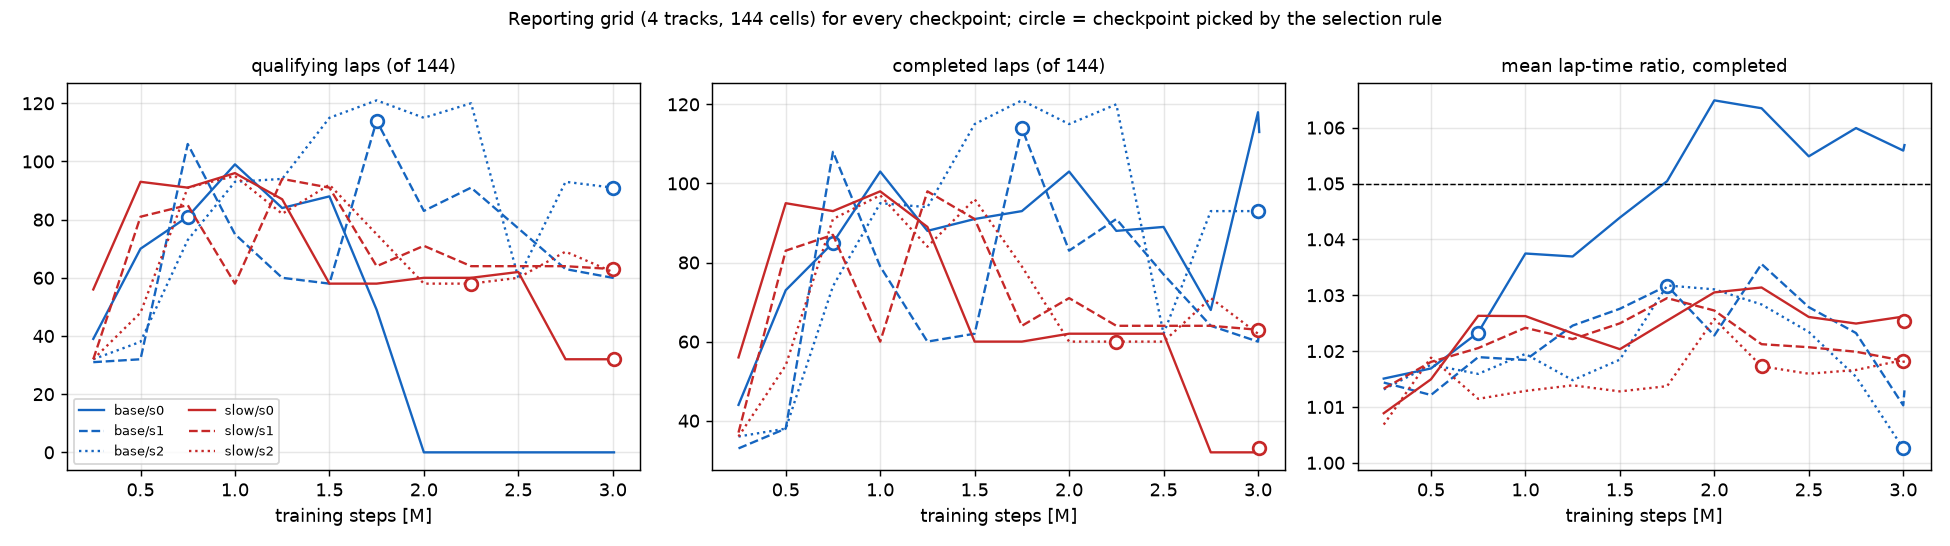 Reporting grid (4 tracks, 144 cells) for every checkpoint; circle = checkpoint picked by the selection rule
qualifying laps (of 144)
120
100
80
60
40
20
0
base/s0
base/s1
base/s2
slow/s0
slow/s1
slow/s2
0.5 1.0 1.5 2.0 2.5 3.0
training steps [M]
completed laps (of 144)
120
100
80
60
40
0.5 1.0 1.5 2.0 2.5 3.0
training steps [M]
mean lap-time ratio, completed
1.06
1.05
1.04
1.03
1.02
1.01
1.00
0.5 1.0 1.5 2.0 2.5 3.0
training steps [M]